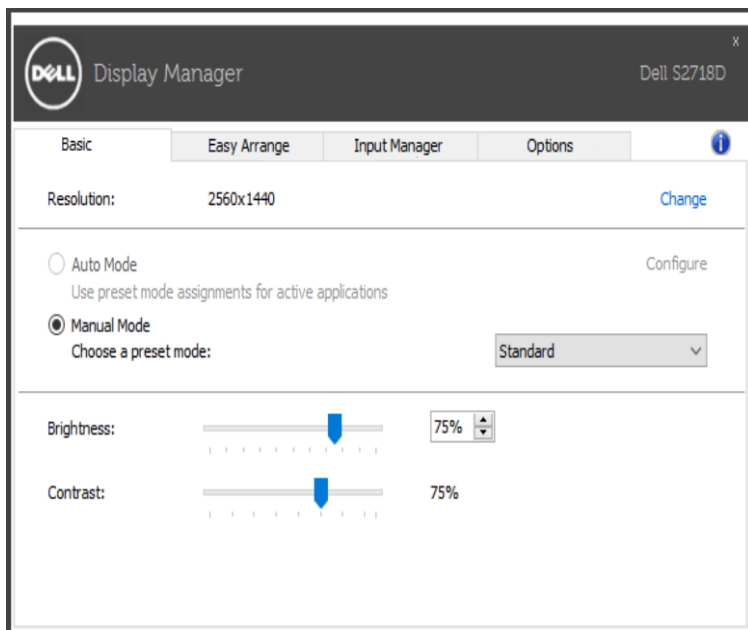 x
DELL Display Manager Dell S2718D
Basic Easy Arrange Input Manager Options i
Resolution: 2560x1440 Change
Auto Mode Configure
Use preset mode assignments for active applications
Manual Mode
Choose a preset mode: Standard
Brightness: 75%
Contrast: 75%